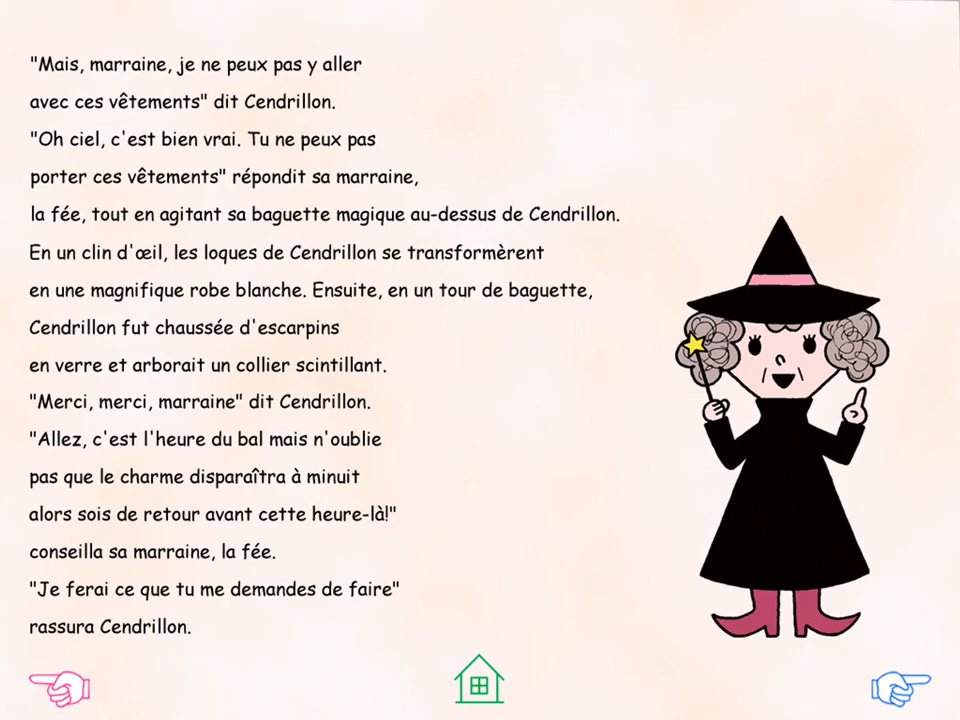 "Mais, marraine, je ne peux pas y aller
avec ces vêtements" dit Cendrillon.
"Oh ciel, c'est bien vrai. Tu ne peux pas
porter ces vêtements" répondit sa marraine,
la fée, tout en agitant sa baguette magique au-dessus de Cendrillon.
En un clin d'œil, les loques de Cendrillon se transformèrent
en une magnifique robe blanche. Ensuite, en un tour de baguette,
Cendrillon fut chaussée d'escarpins
en verre et arborait un collier scintillant.
"Merci, merci, marraine" dit Cendrillon.
"Allez, c'est l'heure du bal mais n'oublie
pas que le charme disparaîtra à minuit
alors sois de retour avant cette heure-là!"
conseilla sa marraine, la fée.
"Je ferai ce que tu me demandes de faire"
rassura Cendrillon.